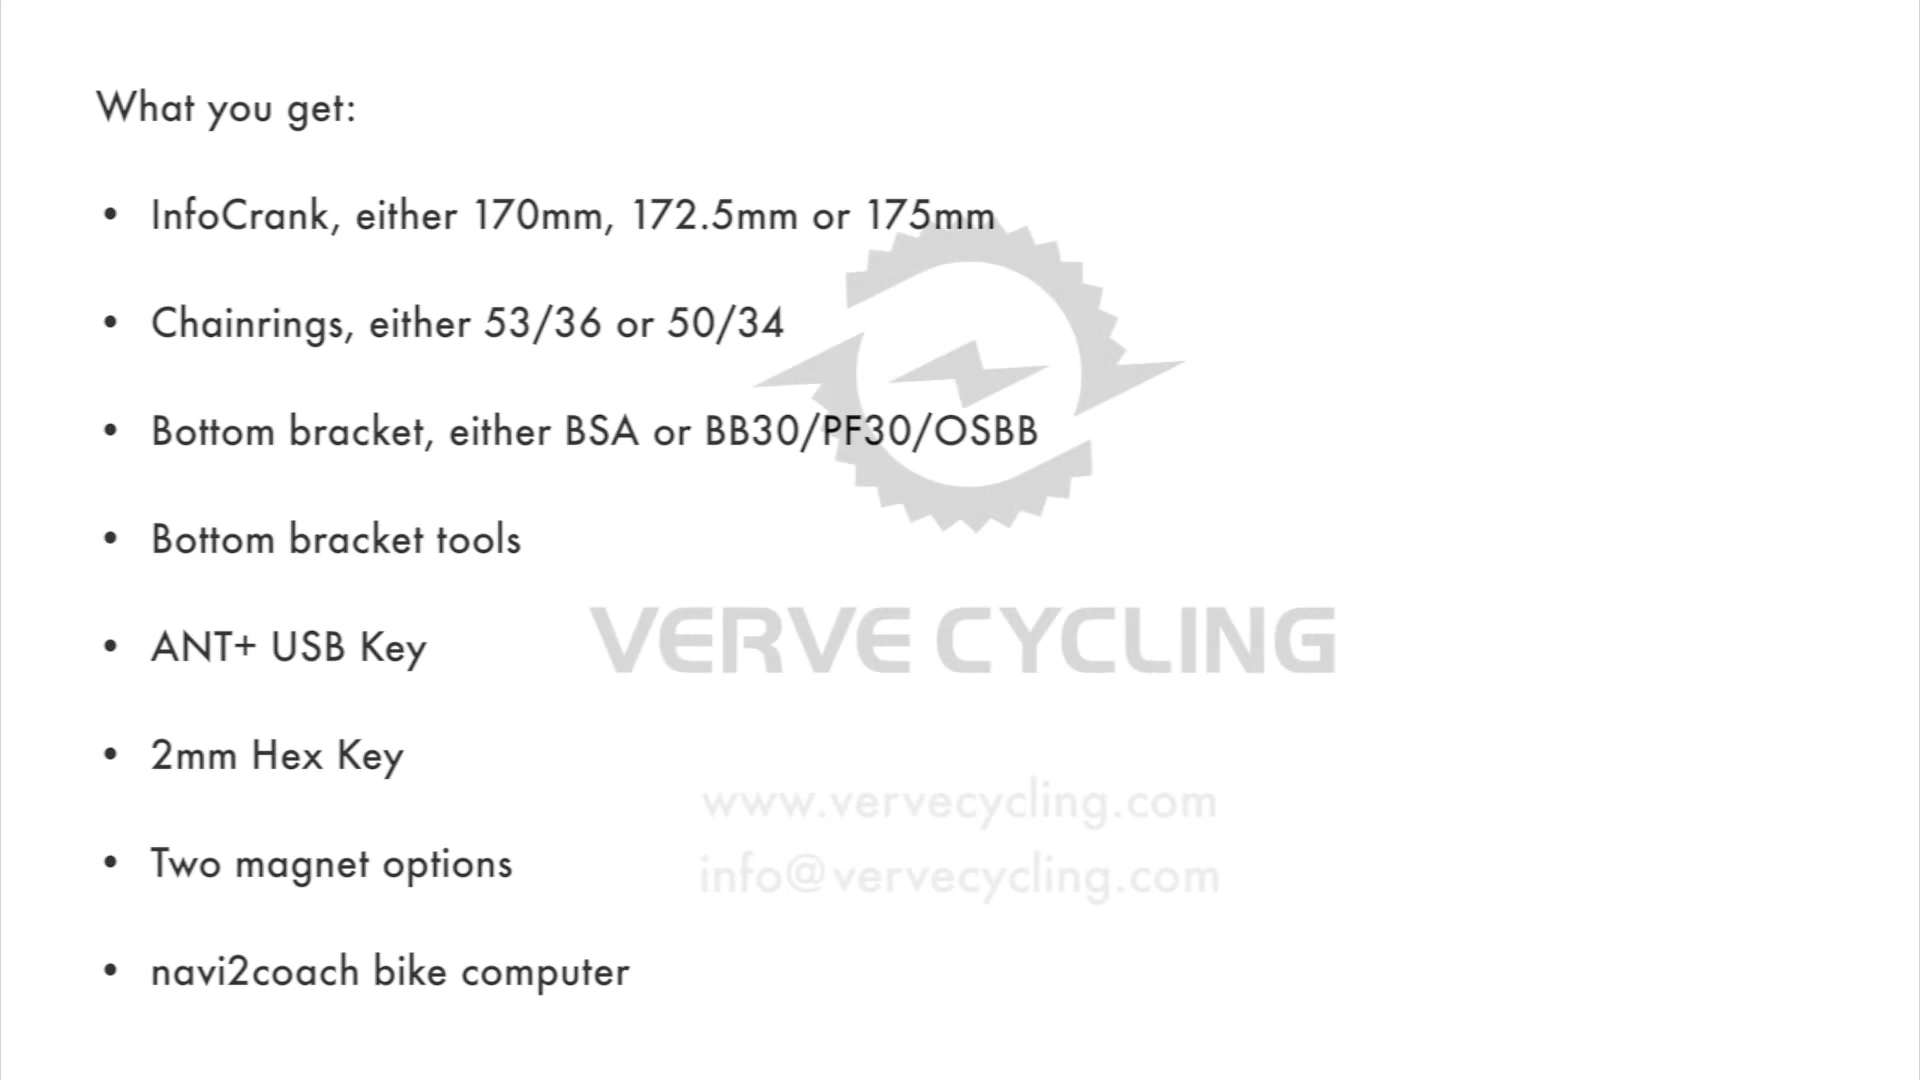 What you get:
• InfoCrank, either 170mm, 172.5mm or 175mm
• Chainrings, either 53/36 or 50/34
• Bottom bracket, either BSA or BB30/PF30/OSBB
• Bottom bracket tools
• ANT+ USB Key
• 2mm Hex Key
• Two magnet options
• navi2coach bike computer
VERVE CYCLING
www.vervecycling.com
info@vervecycling.com